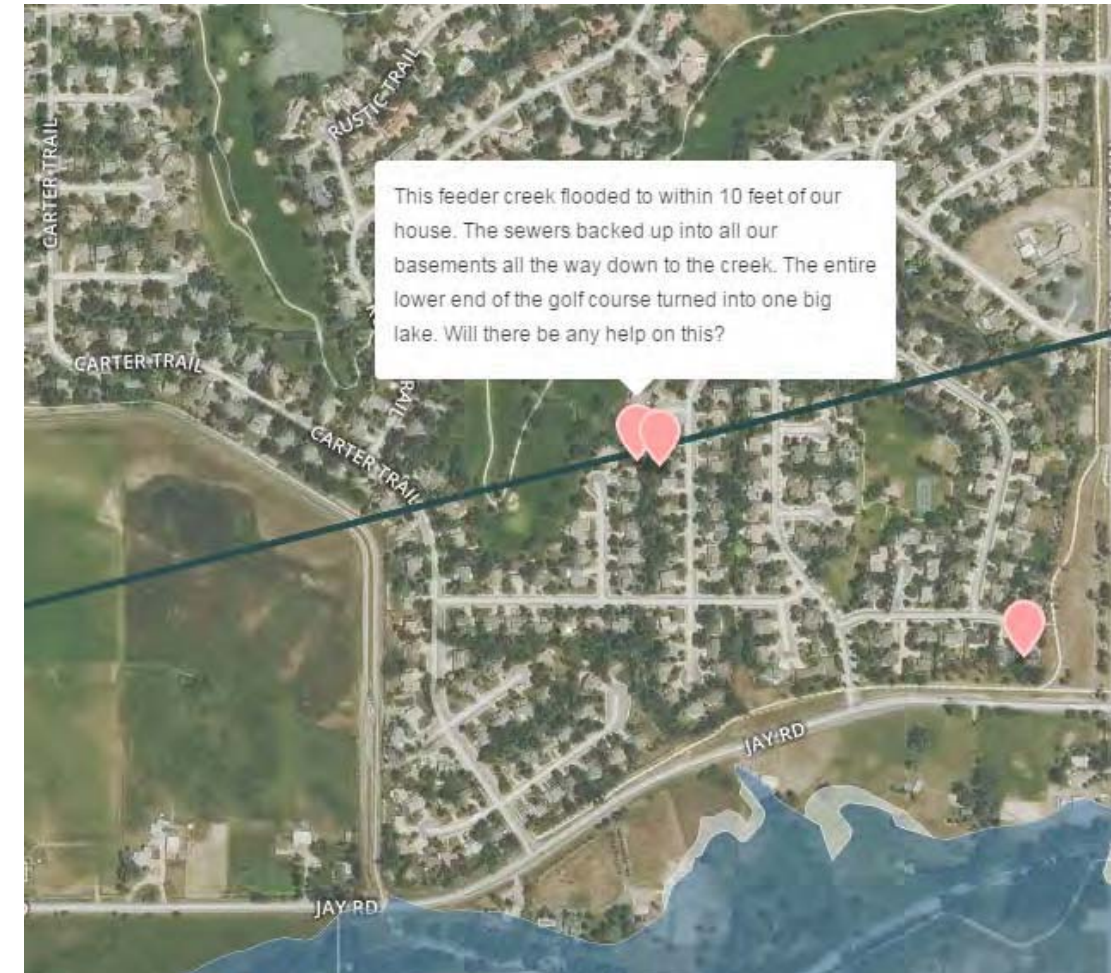 RUSTIC TRAIL
CARTER TRAIL
This feeder creek flooded to within 10 feet of our
house. The sewers backed up into all our
basements all the way down to the creek. The entire
lower end of the golf course turned into one big
lake. Will there be any help on this?
CARTER TRAIL
TRAIL
CARTER TRAIL
JAY RD
JAY RD